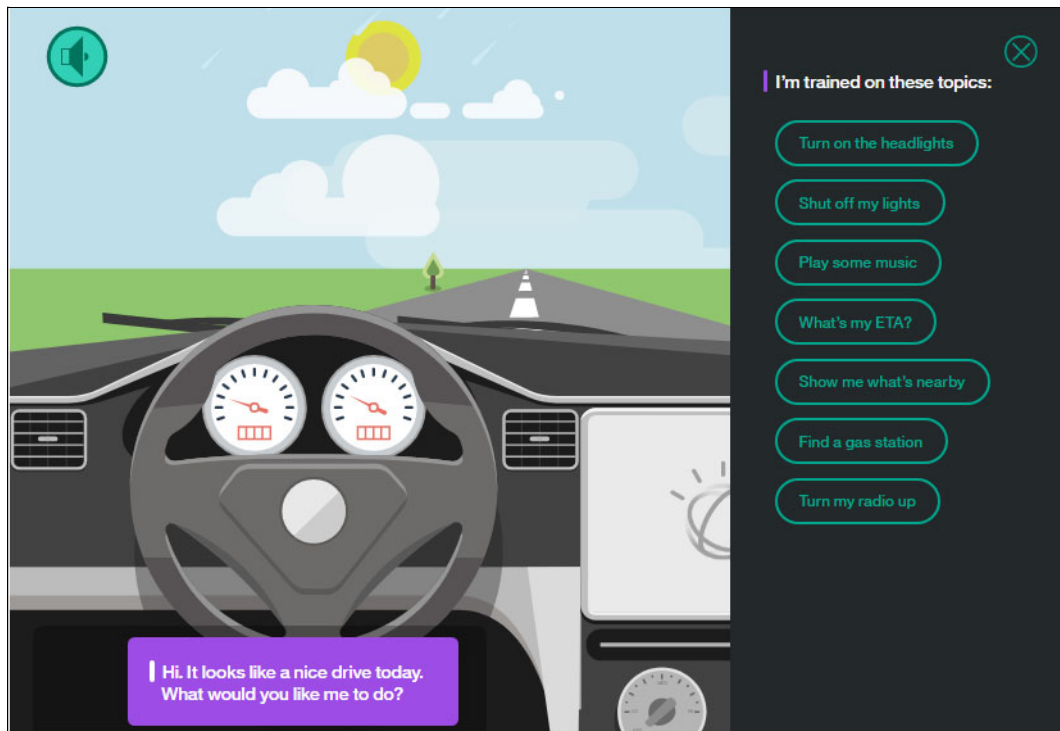 I'm trained on these topics:
Turn on the headlights
Shut off my lights
Play some music
What's my ETA?
Show me what's nearby
Find a gas station
Turn my radio up
Hi. It looks like a nice drive today.
What would you like me to do?